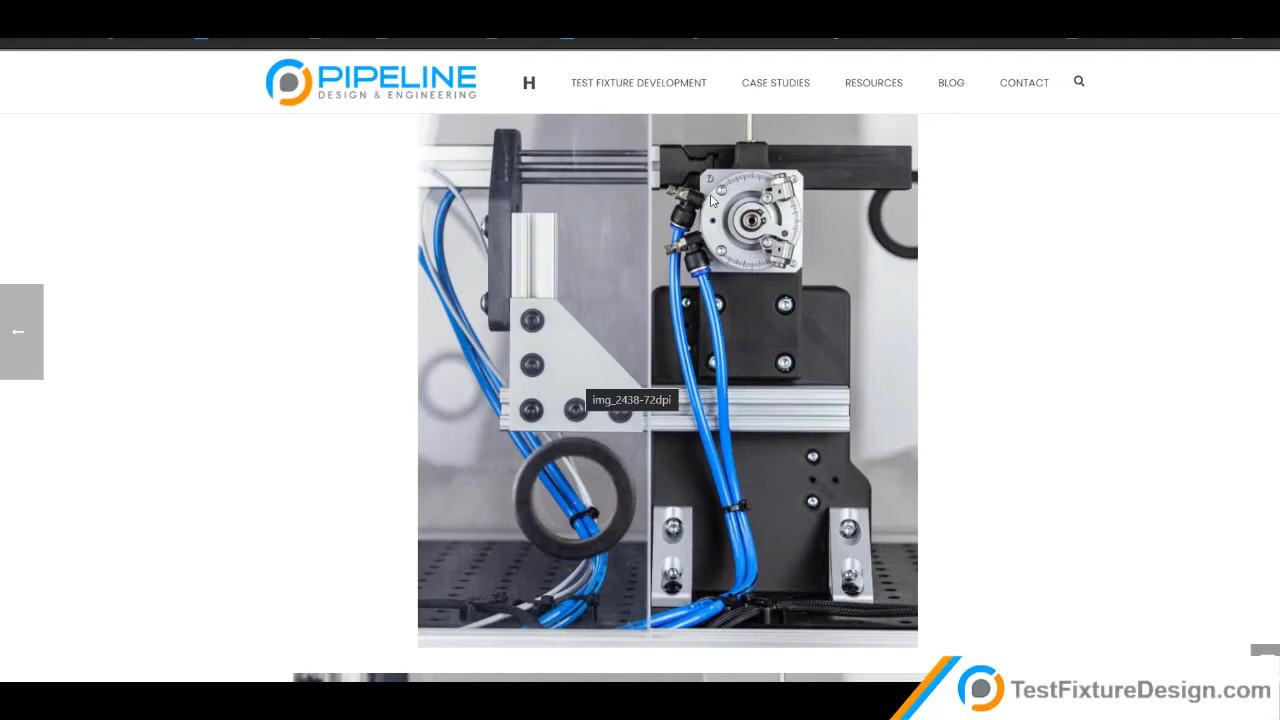 PIPELINE
DESIGN & ENGINEERING
H
TEST FIXTURE DEVELOPMENT
CASE STUDIES
RESOURCES
BLOG
CONTACT
img_2438-72dpi
TestFixtureDesign.com